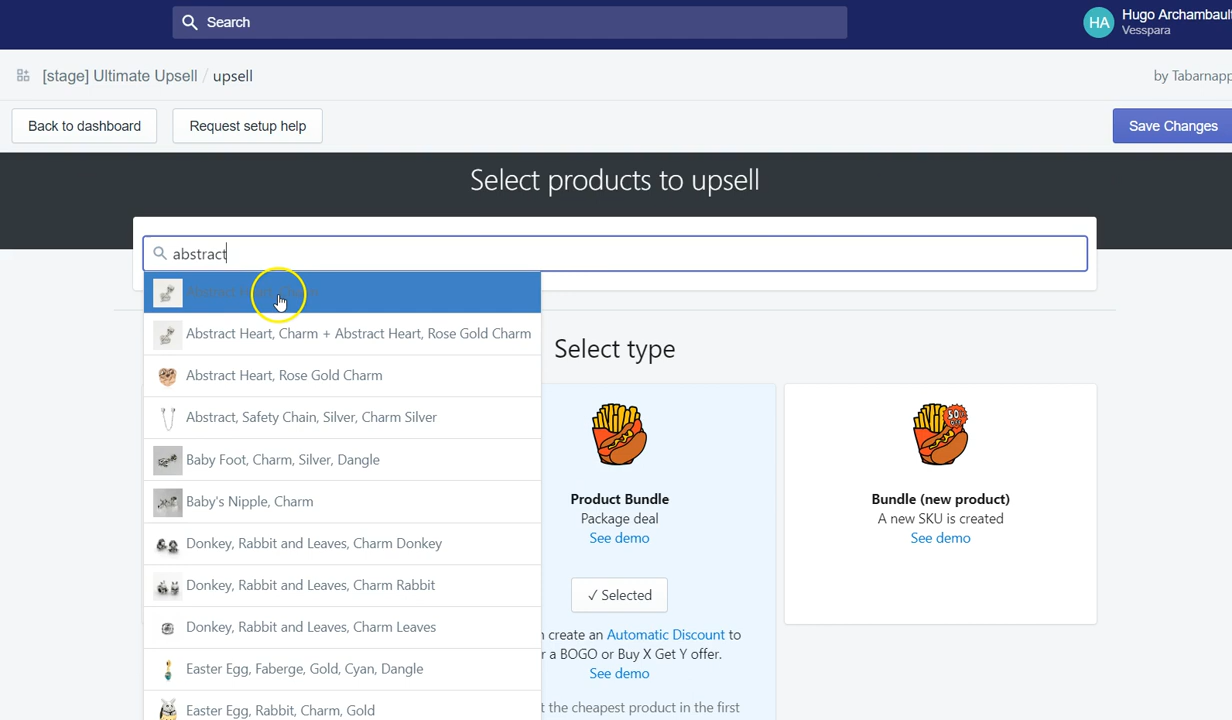 Search
HA
Hugo Archambaul
Vesspara
[stage] Ultimate Upsell / upsell
by Tabarnapp
Back to dashboard
Request setup help
Save Changes
Select products to upsell
abstract
Abstract Heart, Charm + Abstract Heart, Rose Gold Charm
Abstract Heart, Rose Gold Charm
Abstract, Safety Chain, Silver, Charm Silver
Baby Foot, Charm, Silver, Dangle
Baby's Nipple, Charm
Donkey, Rabbit and Leaves, Charm Donkey
Donkey, Rabbit and Leaves, Charm Rabbit
Donkey, Rabbit and Leaves, Charm Leaves
Easter Egg, Faberge, Gold, Cyan, Dangle
Easter Egg, Rabbit, Charm, Gold
Select type
Product Bundle
Package deal
See demo
✓ Selected
create an Automatic Discount to
a BOGO or Buy X Get Y offer.
See demo
the cheapest product in the first
50%
Bundle (new product)
A new SKU is created
See demo